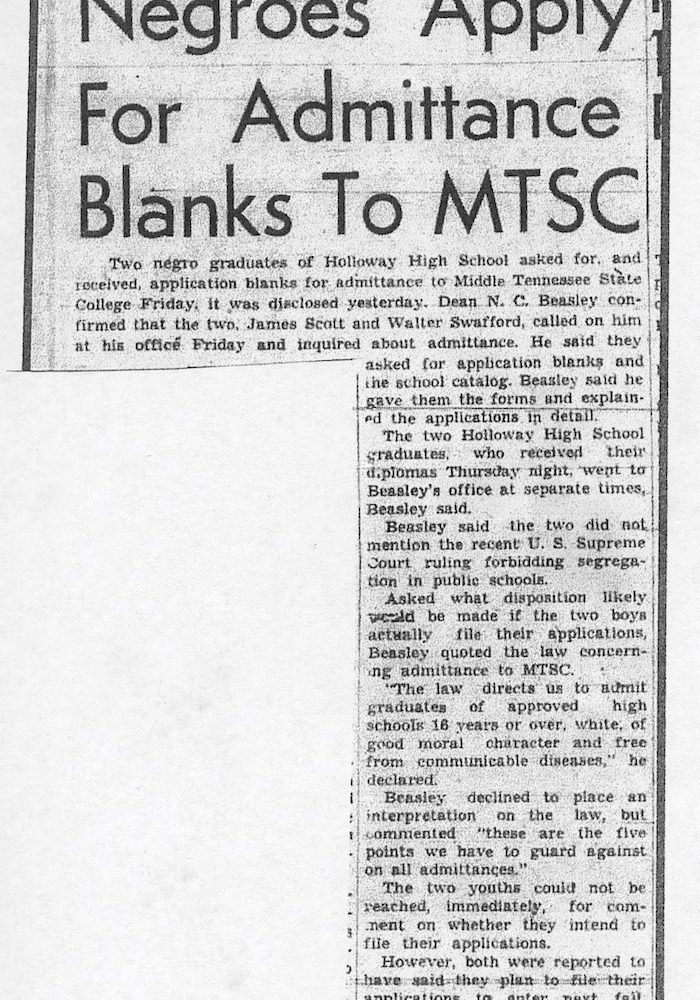 Negroes Apply
For Admittance
Blanks To MTSC
Two negro graduates of Holloway High School asked for, and
received, application blanks for admittance to Middle Tennessee State
College Friday, it was disclosed yesterday. Dean N. C. Beasley con-
firmed that the two, James Scott and Walter Swafford, called on him
at his office Friday and inquired about admittance. He said they
asked for application blanks and
the school catalog. Beasley said he
gave them the forms and explain-
ed the applications in detail.
The two Holloway High School
graduates, who received their
diplomas Thursday night, went to
Beasley's office at separate times,
Beasley said.
Beasley said the two did not
mention the recent U. S. Supreme
Court ruling forbidding segrega-
tion in public schools.
Asked what disposition likely
would be made if the two boys
actually file their applications,
Beasley quoted the law concern-
ing admittance to MTSC.
"The law directs us to admit
graduates of approved high
schools 16 years or over, white, of
good moral character and free
from communicable diseases," he
declared.
Beasley declined to place an
interpretation on the law, but
commented "these are the five
points we have to guard against
on all admittances."
The two youths could not be
reached, immediately, for com-
ment on whether they intend to
file their applications.
However, both were reported to
have said they plan to file their
applications to enter next fall.